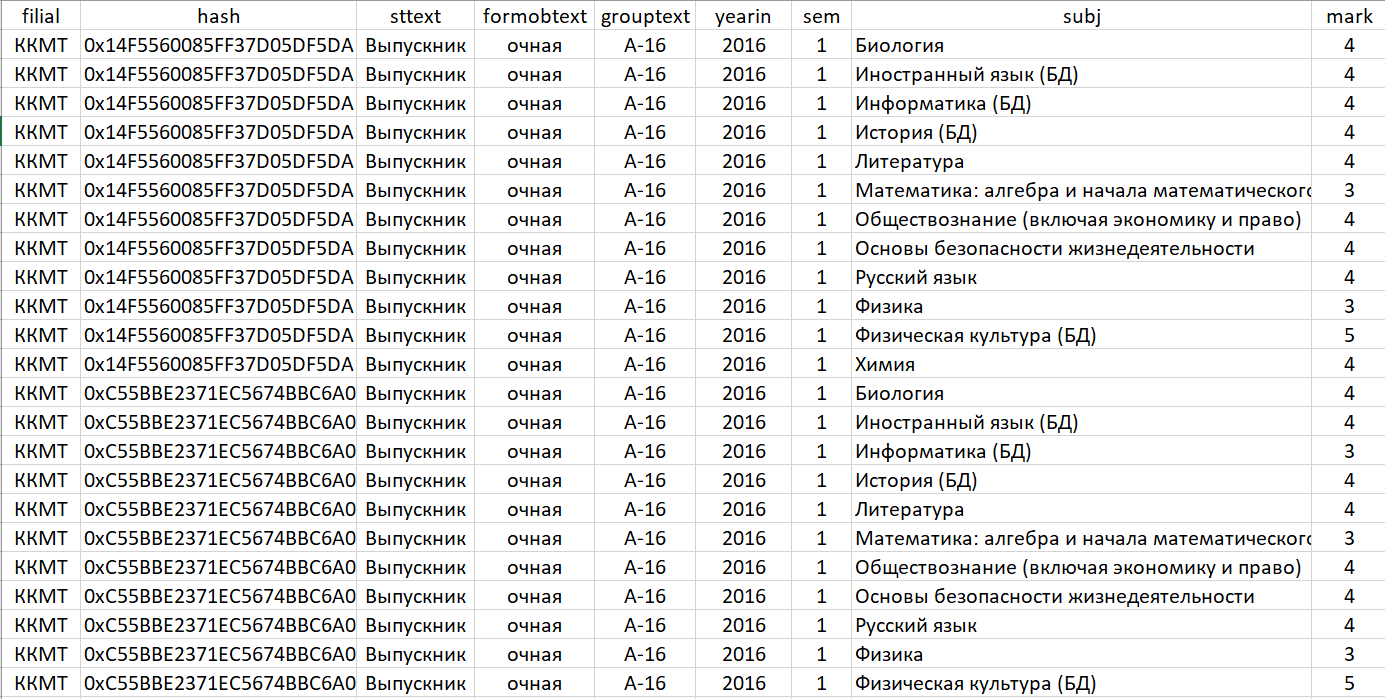 filial hash sttext formobtext grouptext yearin sem subj mark
ККМТ 0x14F5560085FF37D05DF5DA Выпускник очная А-16 2016 1 Биология 4
ККМТ 0x14F5560085FF37D05DF5DA Выпускник очная А-16 2016 1 Иностранный язык (БД) 4
ККМТ 0x14F5560085FF37D05DF5DA Выпускник очная А-16 2016 1 Информатика (БД) 4
ККМТ 0x14F5560085FF37D05DF5DA Выпускник очная А-16 2016 1 История (БД) 4
ККМТ 0x14F5560085FF37D05DF5DA Выпускник очная А-16 2016 1 Литература 4
ККМТ 0x14F5560085FF37D05DF5DA Выпускник очная А-16 2016 1 Математика: алгебра и начала математического 3
ККМТ 0x14F5560085FF37D05DF5DA Выпускник очная А-16 2016 1 Обществознание (включая экономику и право) 4
ККМТ 0x14F5560085FF37D05DF5DA Выпускник очная А-16 2016 1 Основы безопасности жизнедеятельности 4
ККМТ 0x14F5560085FF37D05DF5DA Выпускник очная А-16 2016 1 Русский язык 4
ККМТ 0x14F5560085FF37D05DF5DA Выпускник очная А-16 2016 1 Физика 3
ККМТ 0x14F5560085FF37D05DF5DA Выпускник очная А-16 2016 1 Физическая культура (БД) 5
ККМТ 0x14F5560085FF37D05DF5DA Выпускник очная А-16 2016 1 Химия 4
ККМТ 0xC55BBE2371EC5674BBC6A0 Выпускник очная А-16 2016 1 Биология 4
ККМТ 0xC55BBE2371EC5674BBC6A0 Выпускник очная А-16 2016 1 Иностранный язык (БД) 4
ККМТ 0xC55BBE2371EC5674BBC6A0 Выпускник очная А-16 2016 1 Информатика (БД) 3
ККМТ 0xC55BBE2371EC5674BBC6A0 Выпускник очная А-16 2016 1 История (БД) 4
ККМТ 0xC55BBE2371EC5674BBC6A0 Выпускник очная А-16 2016 1 Литература 4
ККМТ 0xC55BBE2371EC5674BBC6A0 Выпускник очная А-16 2016 1 Математика: алгебра и начала математического 3
ККМТ 0xC55BBE2371EC5674BBC6A0 Выпускник очная А-16 2016 1 Обществознание (включая экономику и право) 4
ККМТ 0xC55BBE2371EC5674BBC6A0 Выпускник очная А-16 2016 1 Основы безопасности жизнедеятельности 4
ККМТ 0xC55BBE2371EC5674BBC6A0 Выпускник очная А-16 2016 1 Русский язык 4
ККМТ 0xC55BBE2371EC5674BBC6A0 Выпускник очная А-16 2016 1 Физика 3
ККМТ 0xC55BBE2371EC5674BBC6A0 Выпускник очная А-16 2016 1 Физическая культура (БД) 5